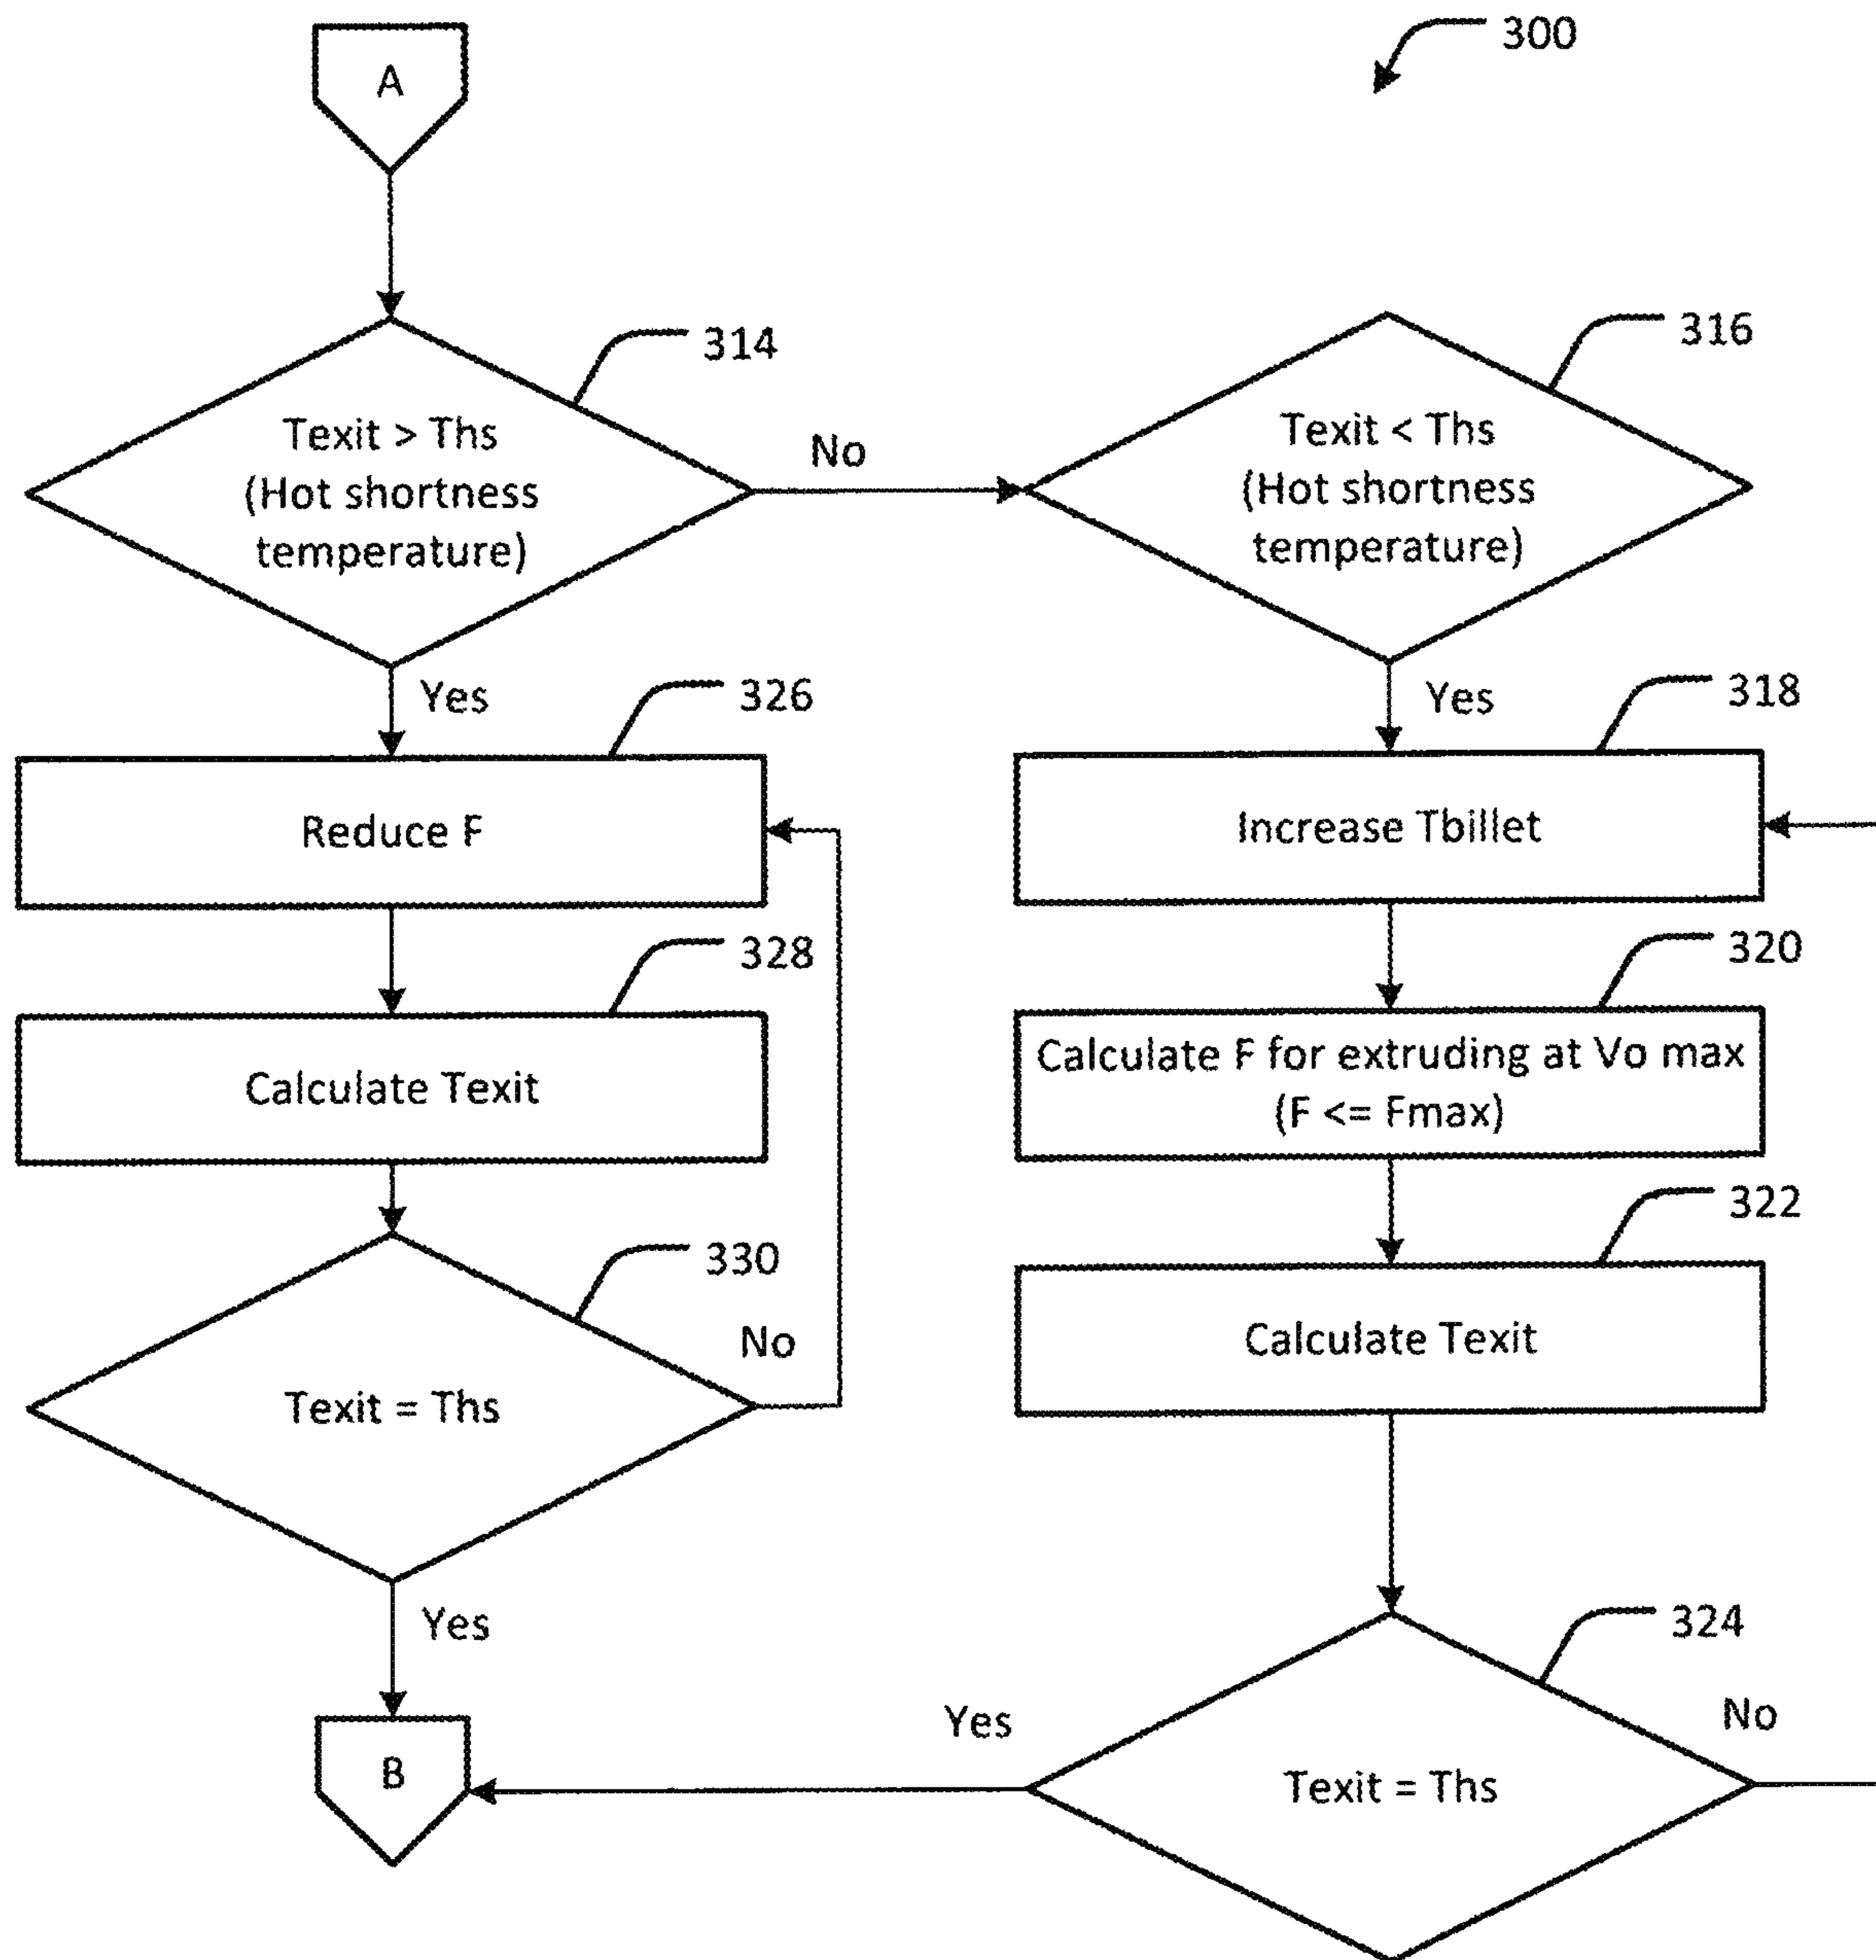 300
A
314
Texit > Ths
(Hot shortness
temperature)
No
316
Texit < Ths
(Hot shortness
temperature)
Yes
326
Reduce F
Yes
318
Increase Tbillet
328
Calculate Texit
320
Calculate F for extruding at Vo max
(F <= Fmax)
322
Calculate Texit
330
No
Texit = Ths
Yes
B
324
Yes
No
Texit = Ths